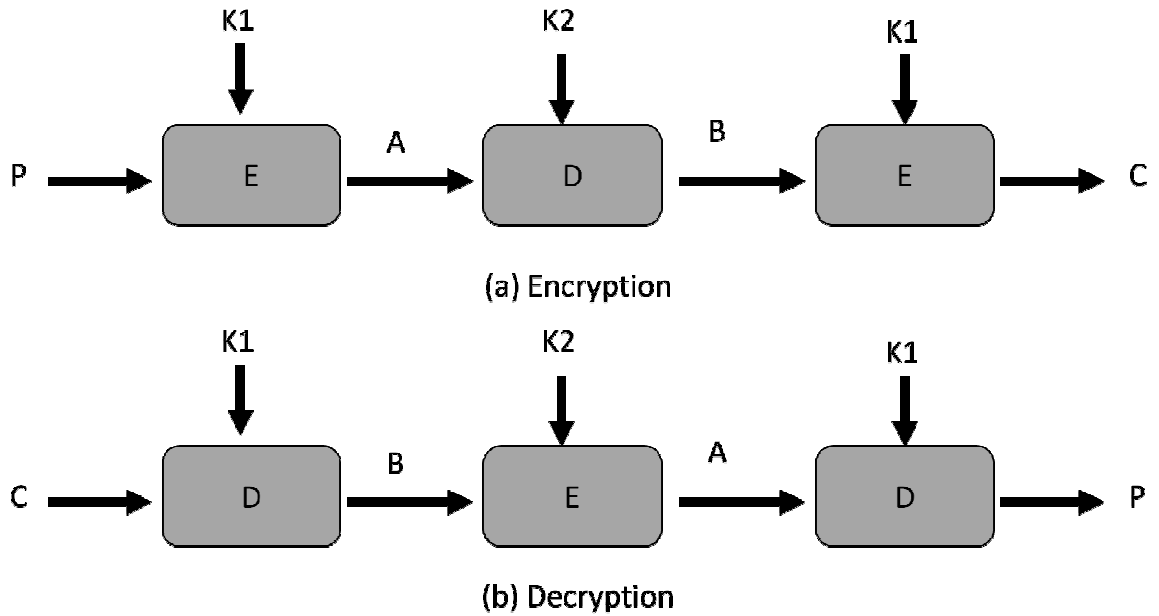 K1 K2 K1
A B
P E D E C
(a) Encryption
K1 K2 K1
B A
C D E D P
(b) Decryption